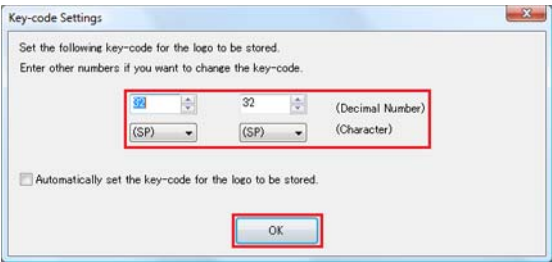 Key-code Settings
Set the following key-code for the logo to be stored.
Enter other numbers if you want to change the key-code.
32 32 (Decimal Number)
(SP) (SP) (Character)
Automatically set the key-code for the logo to be stored.
OK